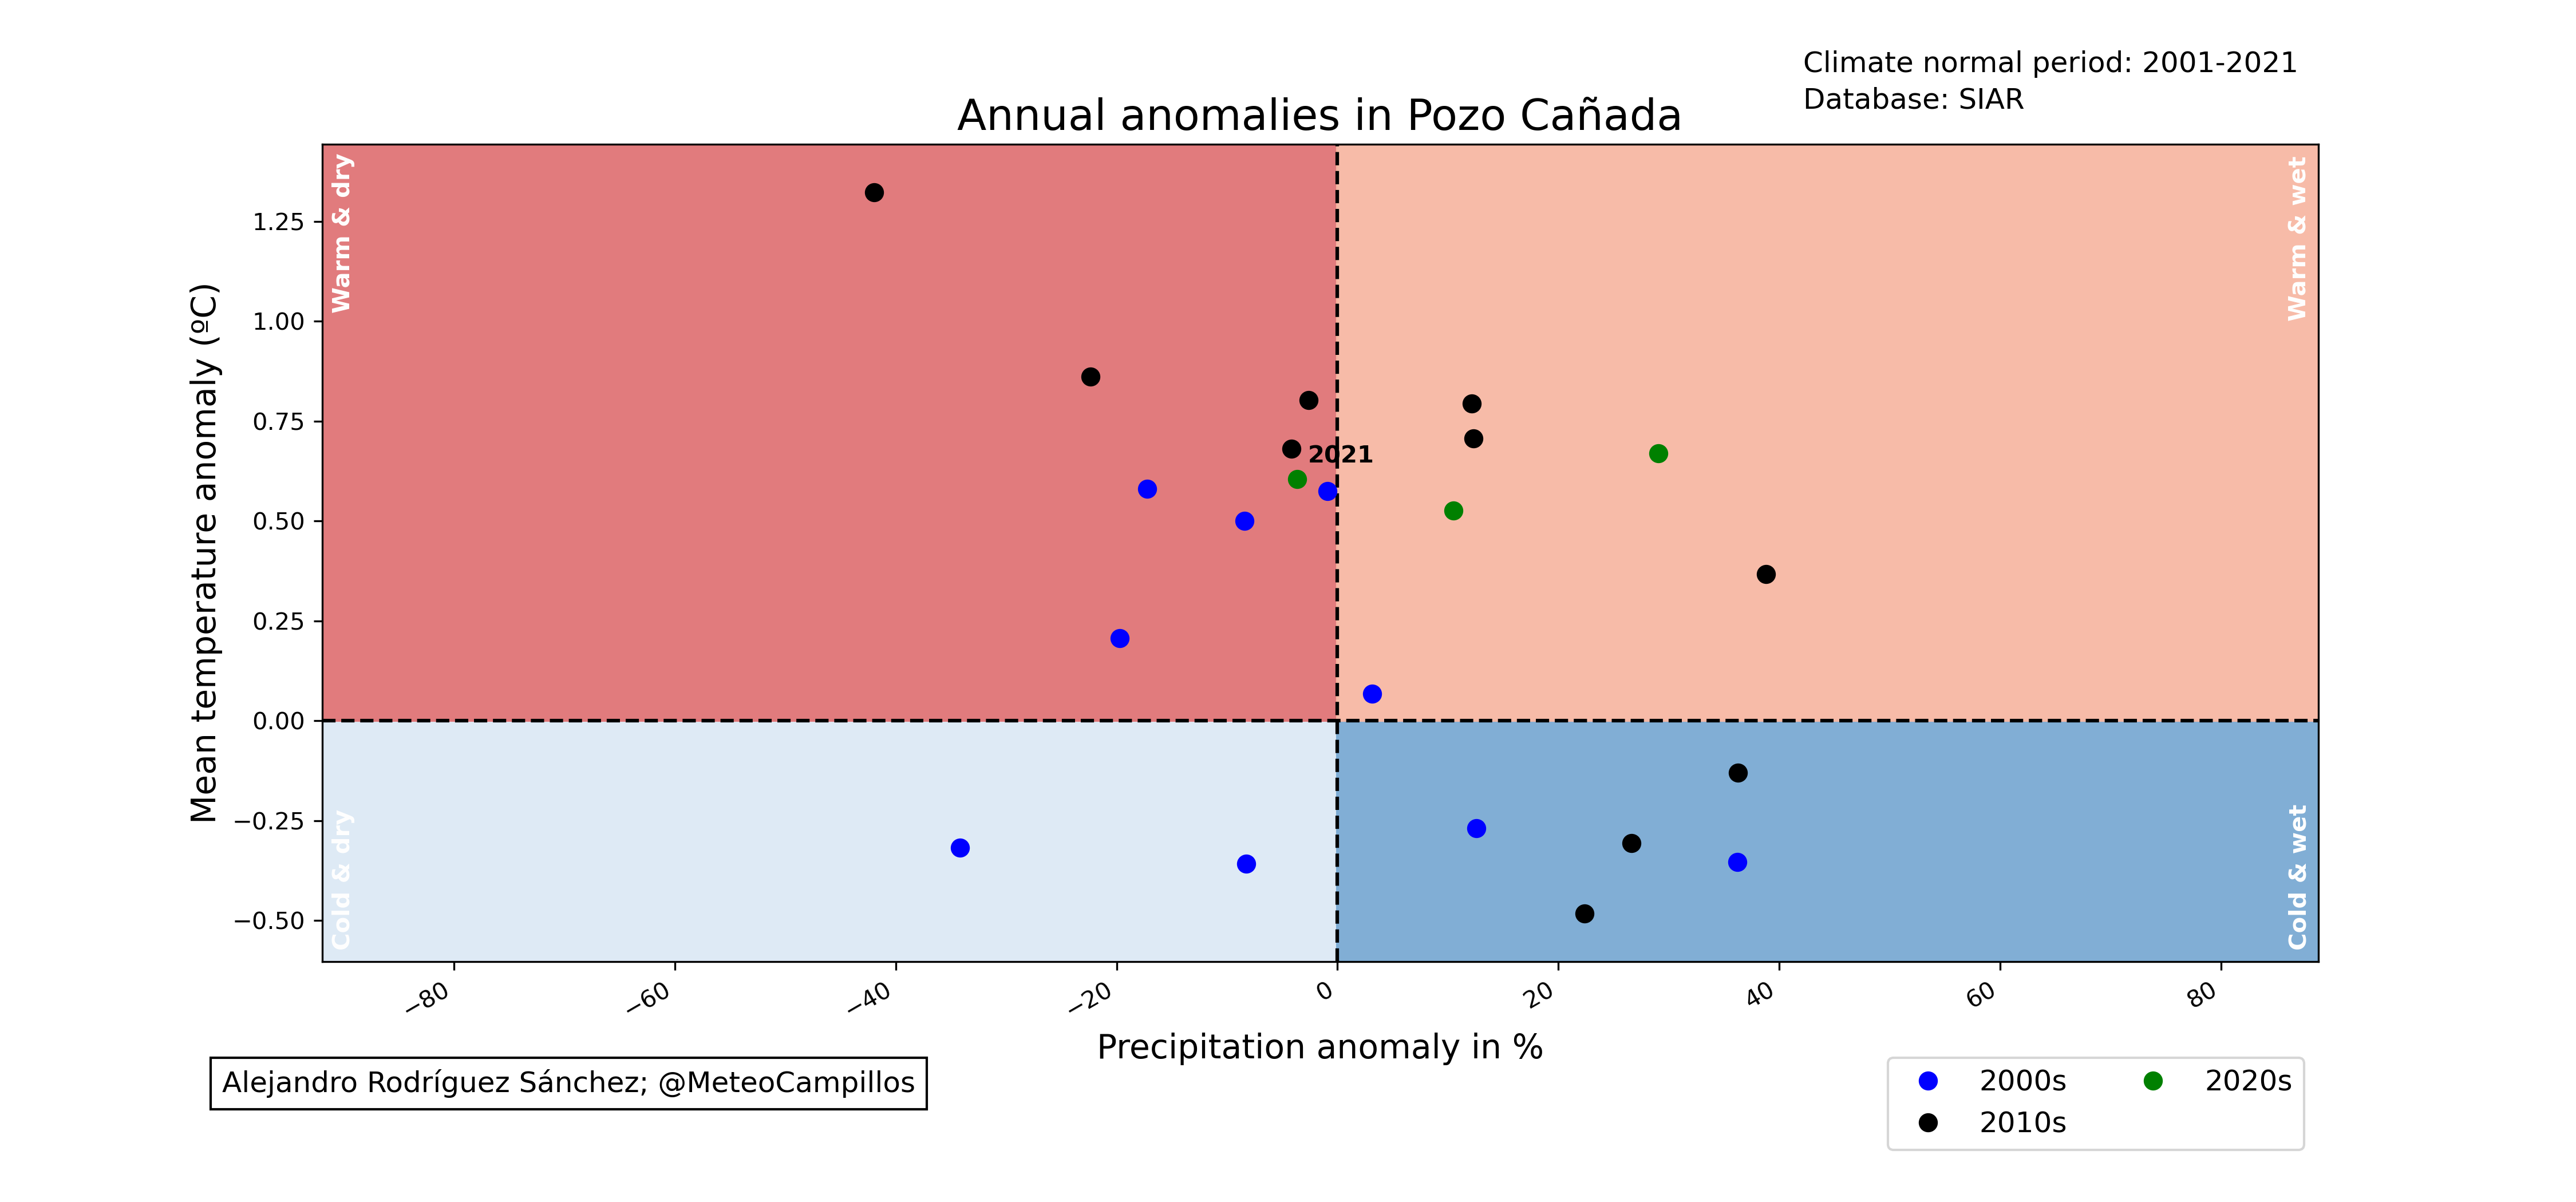 Climate normal period: 2001-2021
Database: SIAR
Annual anomalies in Pozo Cañada
Warm & dry
Warm & wet
Mean temperature anomaly (ºC)
1.25
1.00
0.75
0.50
0.25
0.00
−0.25
−0.50
2021
Cold & dry
Cold & wet
−80
−60
−40
−20
0
20
40
60
80
Precipitation anomaly in %
Alejandro Rodríguez Sánchez; @MeteoCampillos
2000s
2010s
2020s